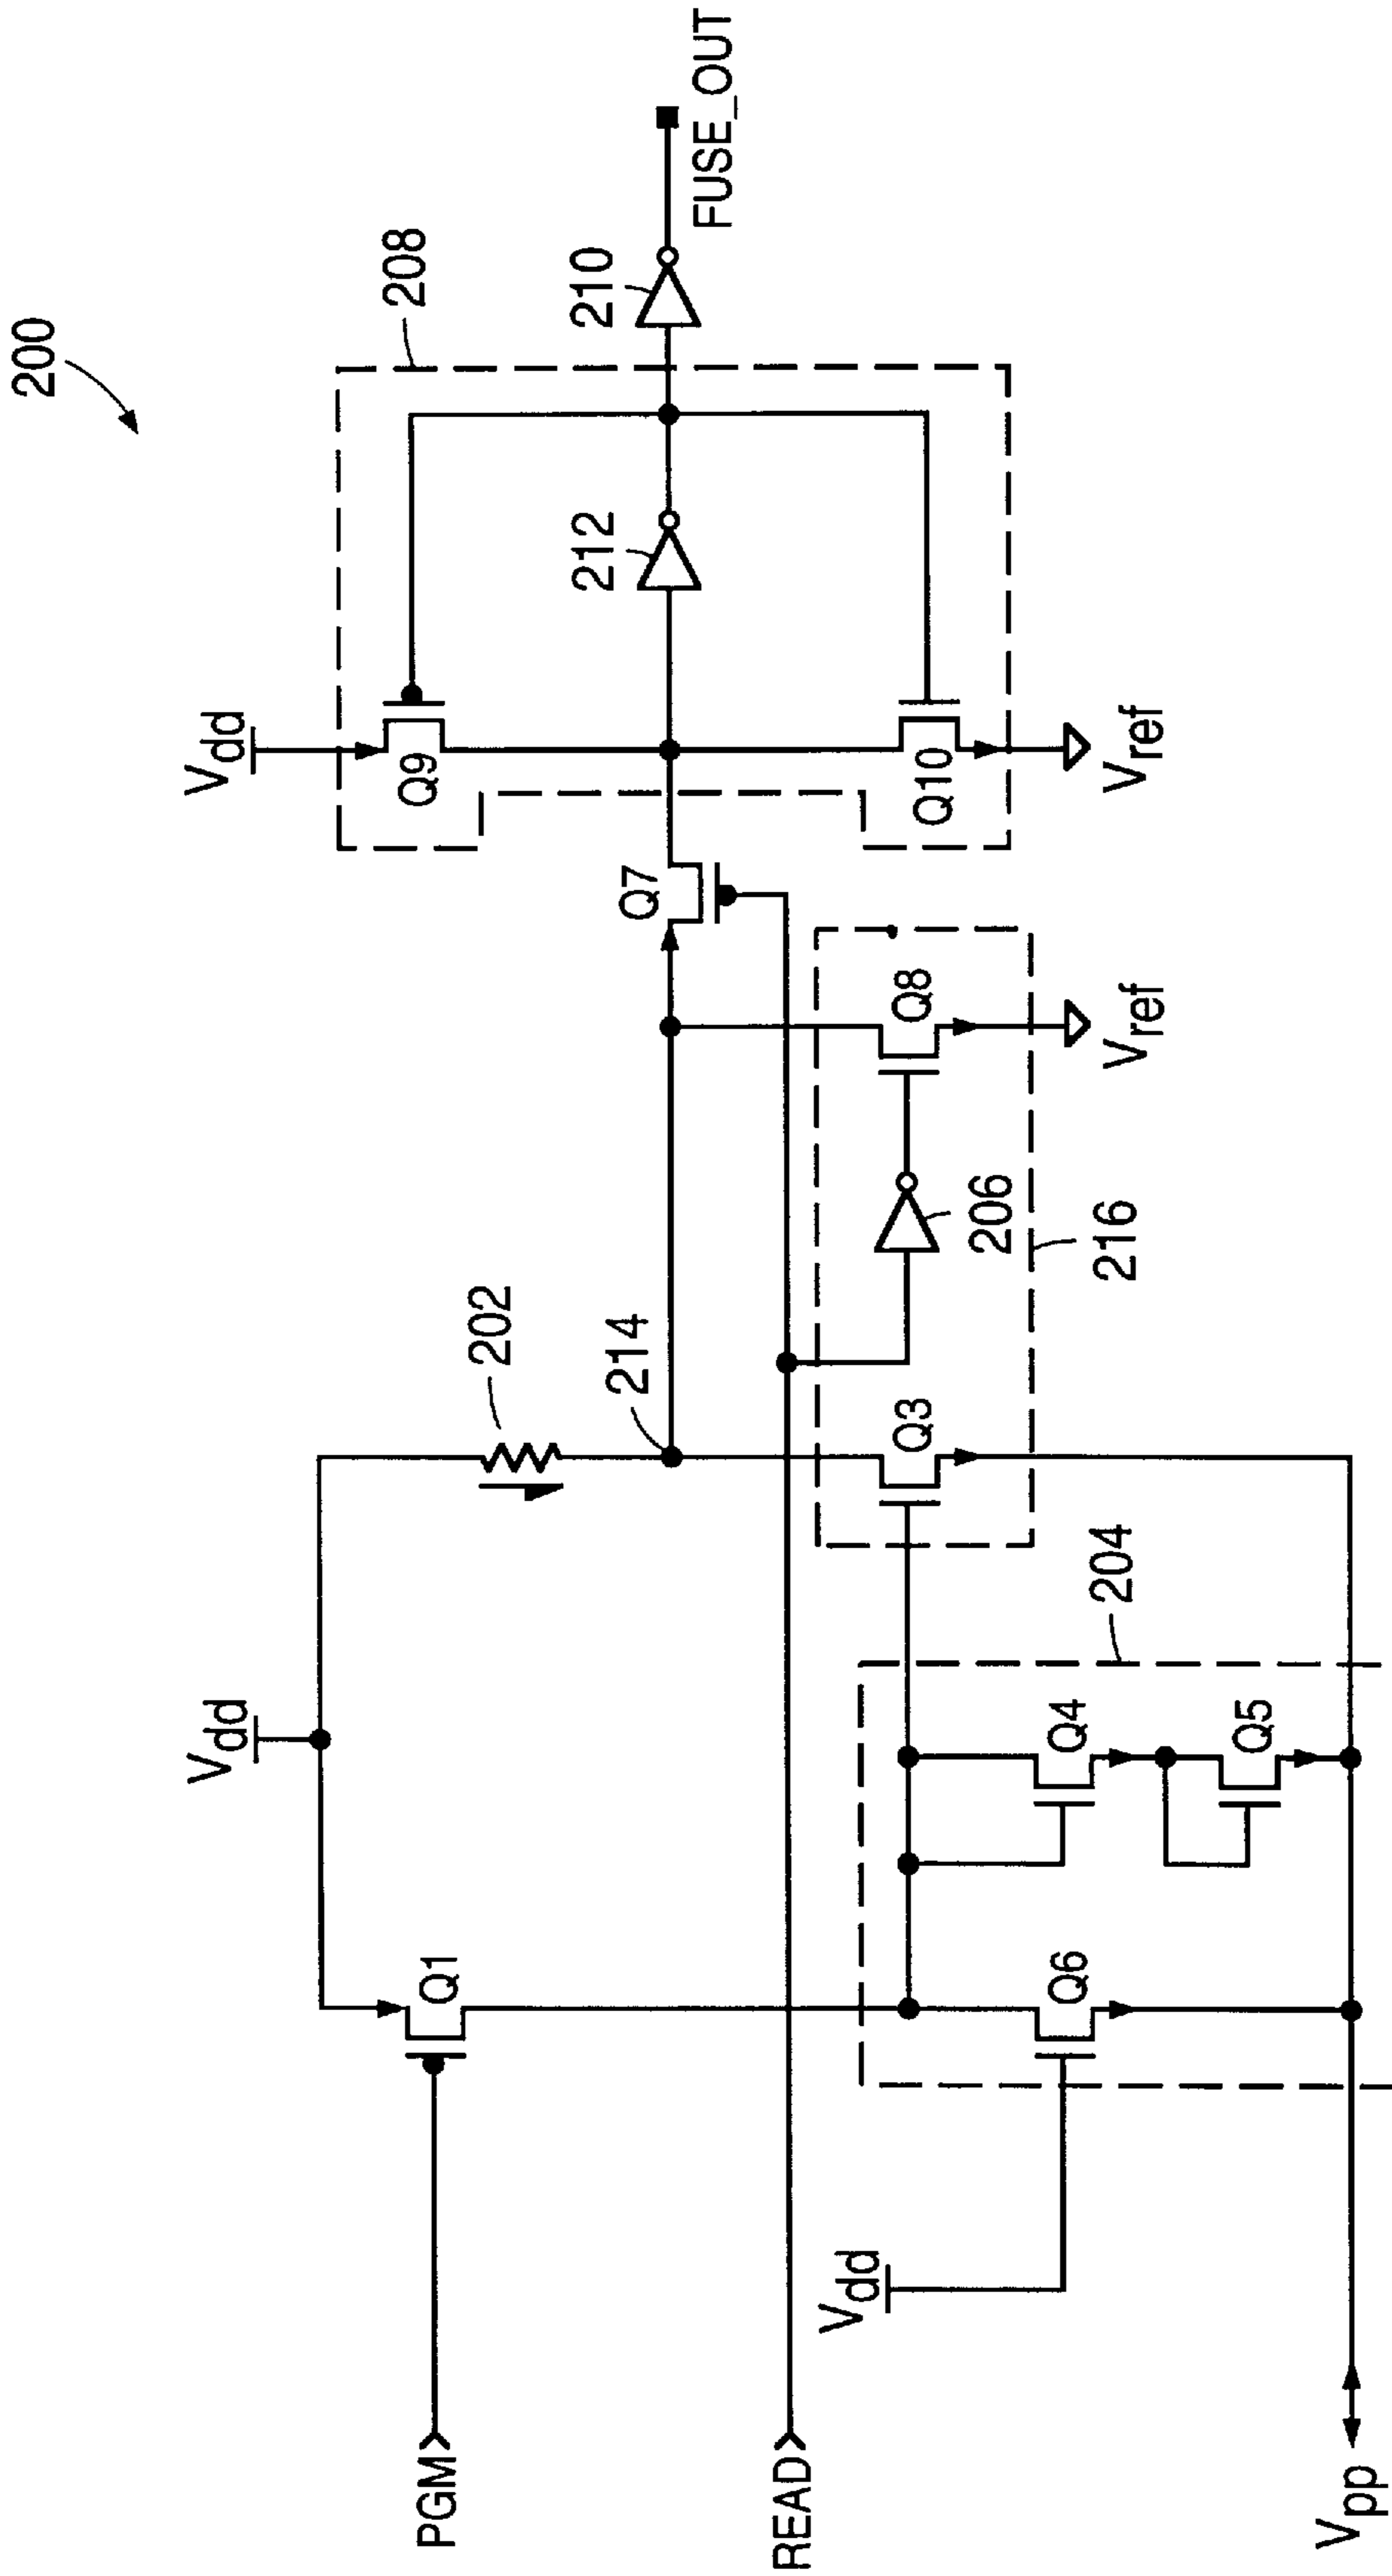 200
Vdd
Vdd
208
Q9
212
210
FUSE_OUT
202
214
Q7
Q1
PGM>
READ>
Q3
Q8
206
216
Q10
Vref
Vref
204
Vdd
Q6
Q4
Q5
Vpp